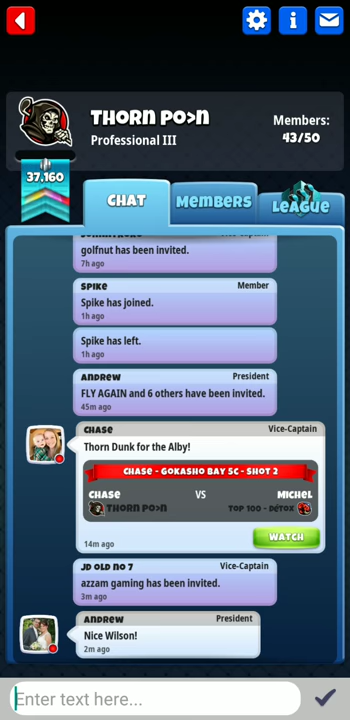 THORN PO>N
Professional III
Members:
43/50
37,160
CHAT
MEMBERS
LEAGUE
Vice-Captain
golfnut has been invited.
7h ago
SPIKE Member
Spike has joined.
1h ago
Spike has left.
1h ago
ANDREW President
FLY AGAIN and 6 others have been invited.
45m ago
CHASE Vice-Captain
Thorn Dunk for the Alby!
CHASE - GOKASHO BAY 5C - SHOT 2
CHASE VS MICHEL
THORN PO>N TOP 100 - DÉTOX
14m ago WATCH
JD OLD NO 7 Vice-Captain
azzam gaming has been invited.
3m ago
ANDREW President
Nice Wilson!
2m ago
Enter text here...